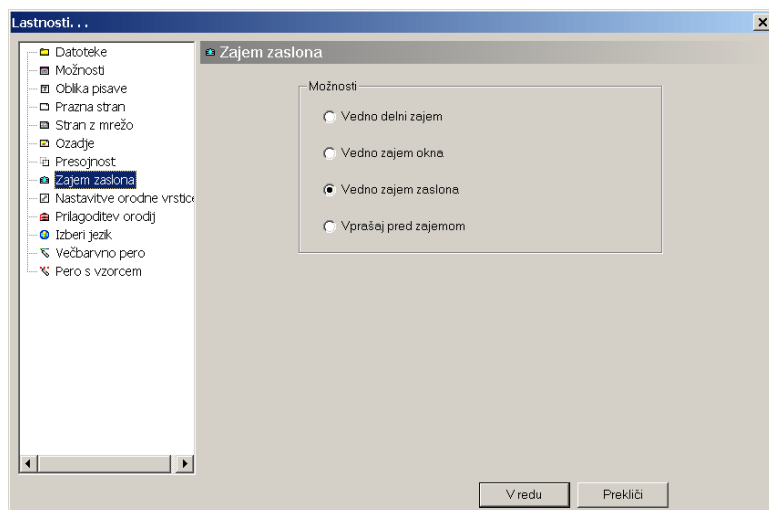 Lastnosti. . .
Datoteke
Možnosti
Oblika pisave
Prazna stran
Stran z mrežo
Ozadje
Presojnost
Zajem zaslona
Nastavitve orodne vrstice
Prilagoditev orodij
Izberi jezik
Večbarvno pero
Pero s vzorcem
Zajem zaslona
Možnosti
Vedno delni zajem
Vedno zajem okna
Vedno zajem zaslona
Vprašaj pred zajemom
V redu
Prekliči